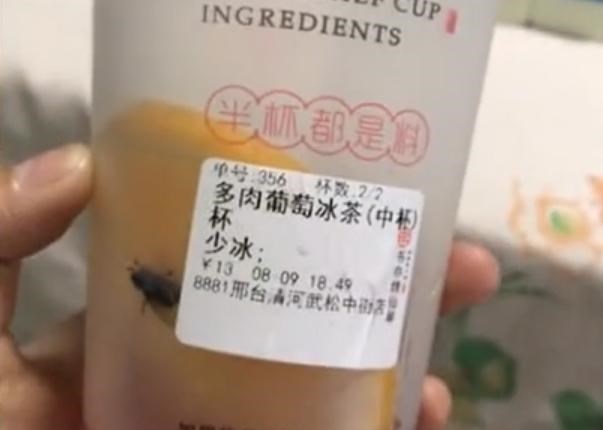 CUP
INGREDIENTS
半杯都是料
单号:356 杯数:2/2
多肉葡萄冰茶(中杯)
杯
少冰;
￥13 08-09 18:49
8881邢台清河武松中街店